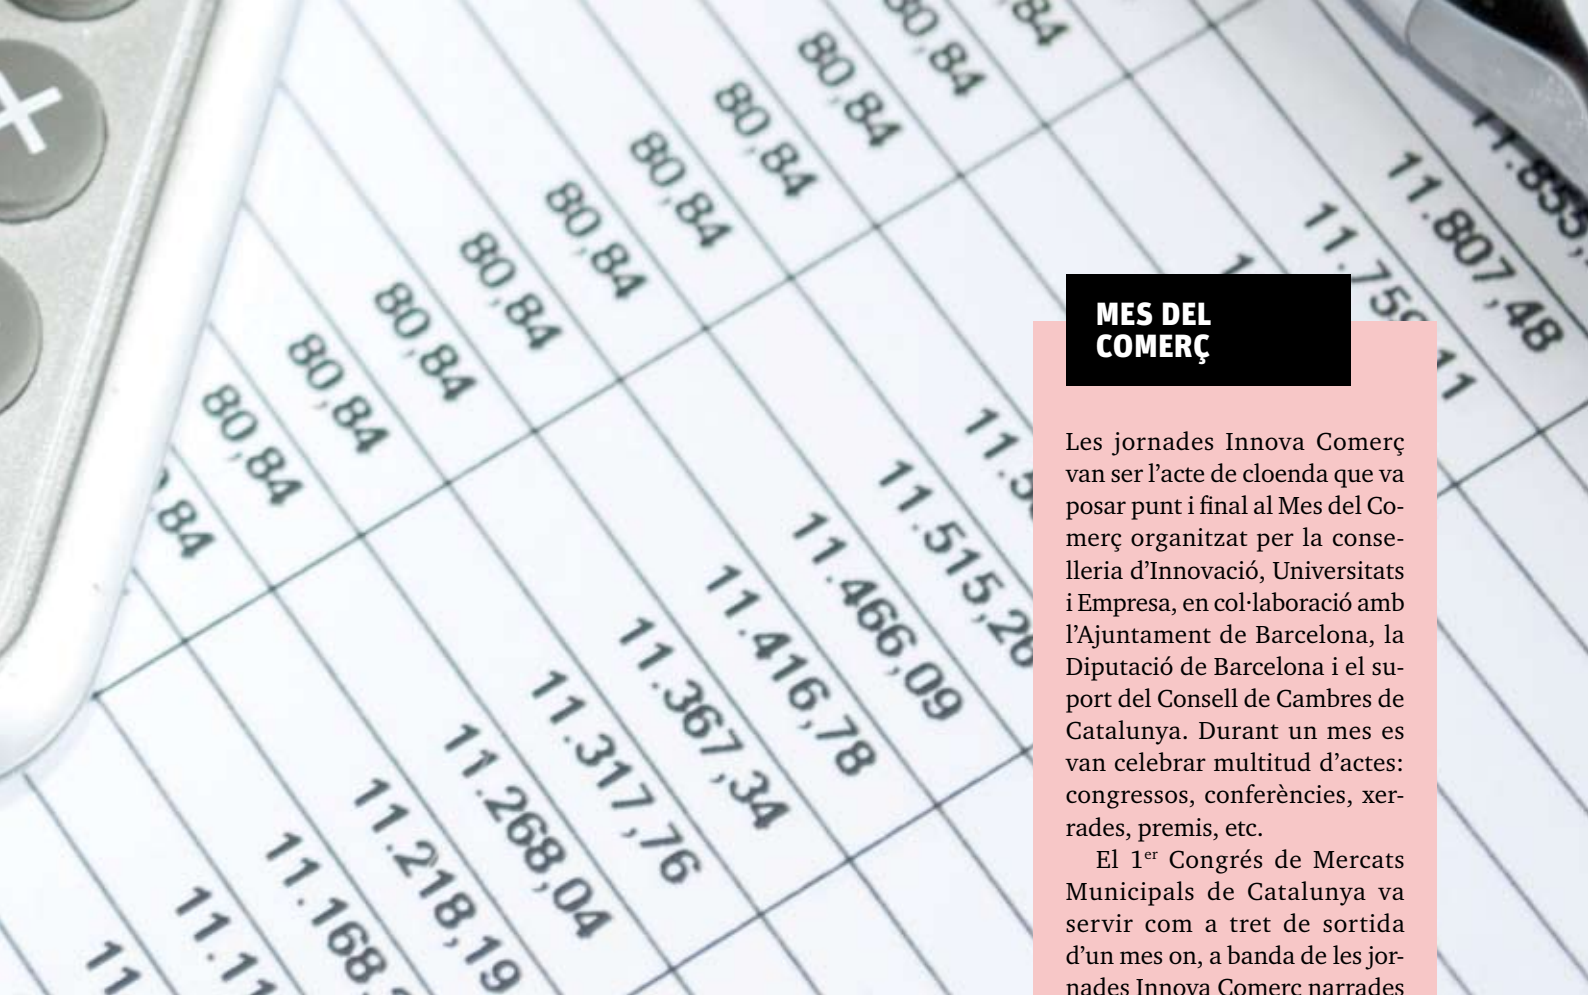 80,84
80,84
80,84
80,84
80,84
80,84
80,84
80,84
11.807,48
11.515,26
11.466,09
11.416,78
11.367,34
11.317,76
11.268,04
11.218,19
MES DEL
COMERÇ
Les jornades Innova Comerç
van ser l’acte de cloenda que va
posar punt i final al Mes del Co-
merç organitzat per la conse-
lleria d’Innovació, Universitats
i Empresa, en col·laboració amb
l’Ajuntament de Barcelona, la
Diputació de Barcelona i el su-
port del Consell de Cambres de
Catalunya. Durant un mes es
van celebrar multitud d’actes:
congressos, conferències, xer-
rades, premis, etc.
El 1er Congrés de Mercats
Municipals de Catalunya va
servir com a tret de sortida
d’un mes on, a banda de les jor-
nades Innova Comerç narrades